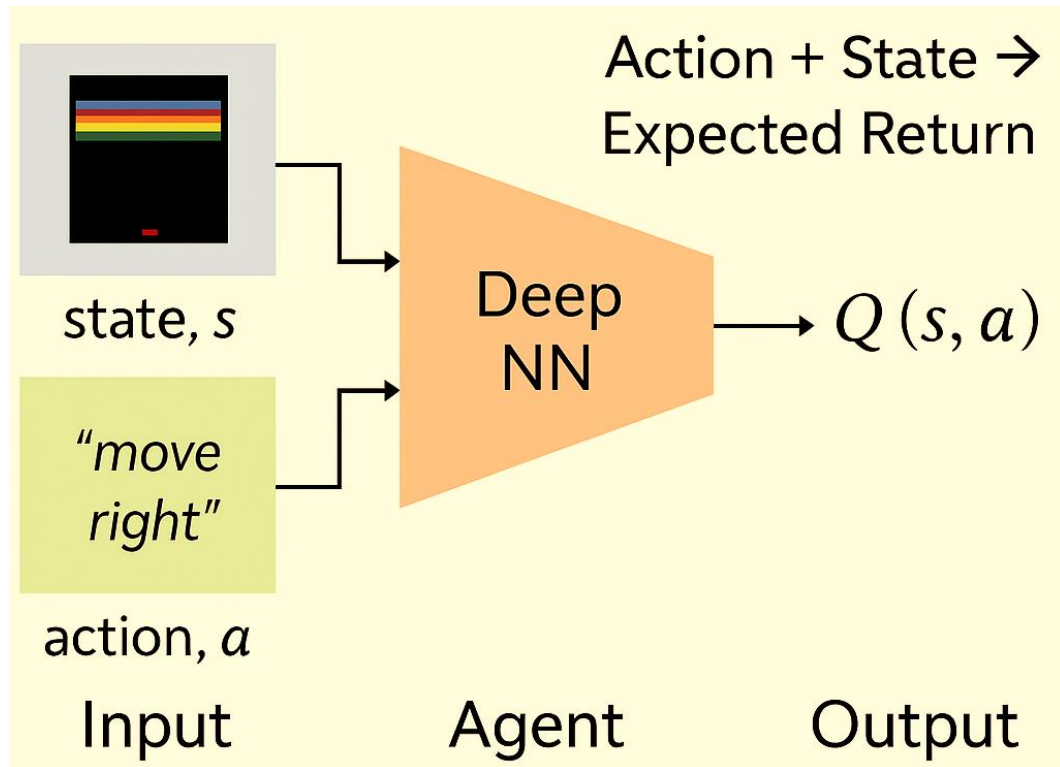 Action + State →
Expected Return
state, s
“move
right”
action, a
Deep
NN
Q (s, a)
Input
Agent
Output